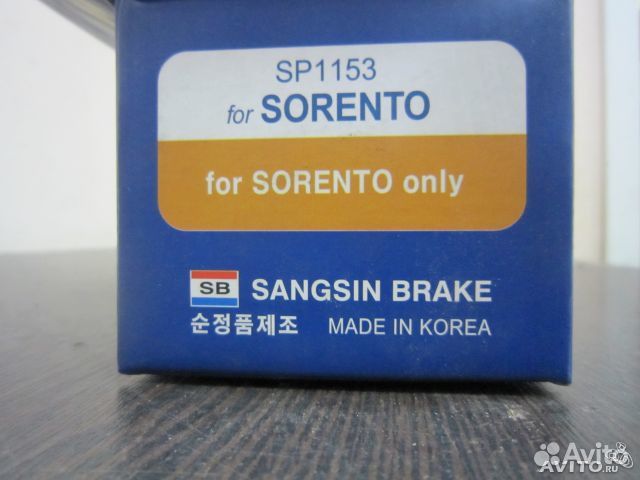 SP1153
for SORENTO
for SORENTO only
SB SANGSIN BRAKE
순정품제조 MADE IN KOREA
Avito
AVITO.RU